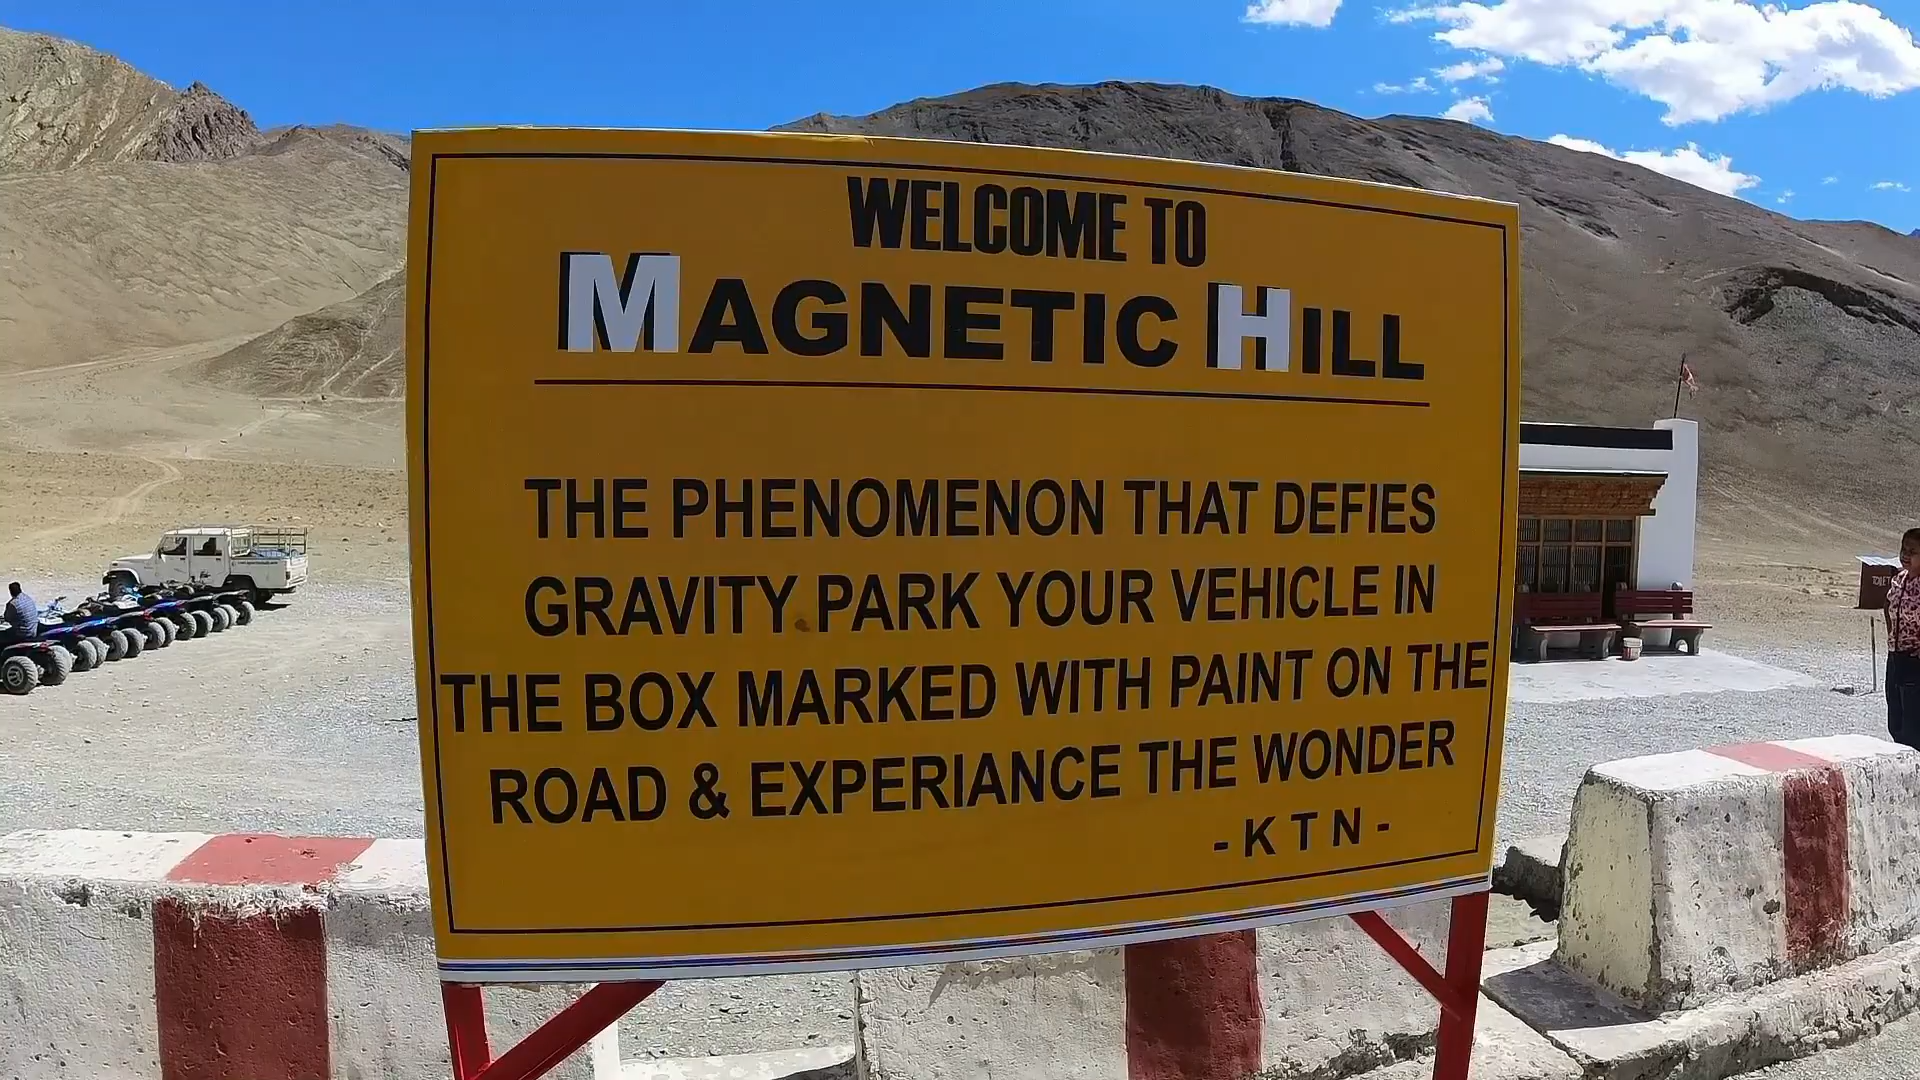 WELCOME TO
MAGNETIC HILL
THE PHENOMENON THAT DEFIES
GRAVITY PARK YOUR VEHICLE IN
THE BOX MARKED WITH PAINT ON THE
ROAD & EXPERIANCE THE WONDER
- K T N -